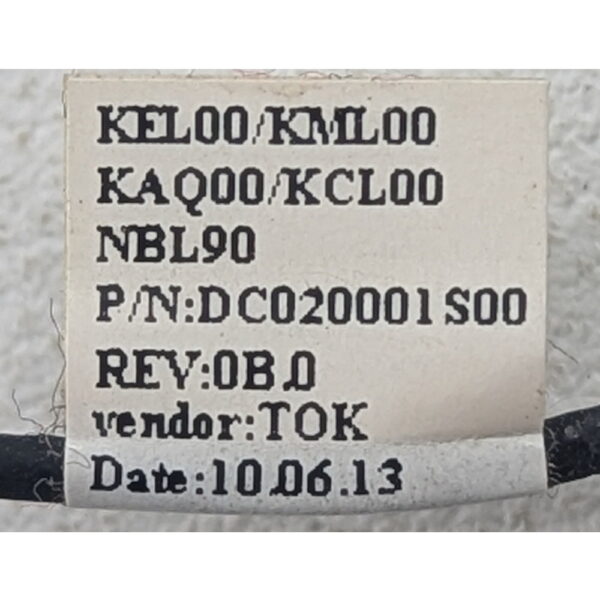 KEL00/KML00
KAQ00/KCL00
NBL90
P/N:DC020001S00
REV:0B.0
vendor:TOK
Date:10.06.13